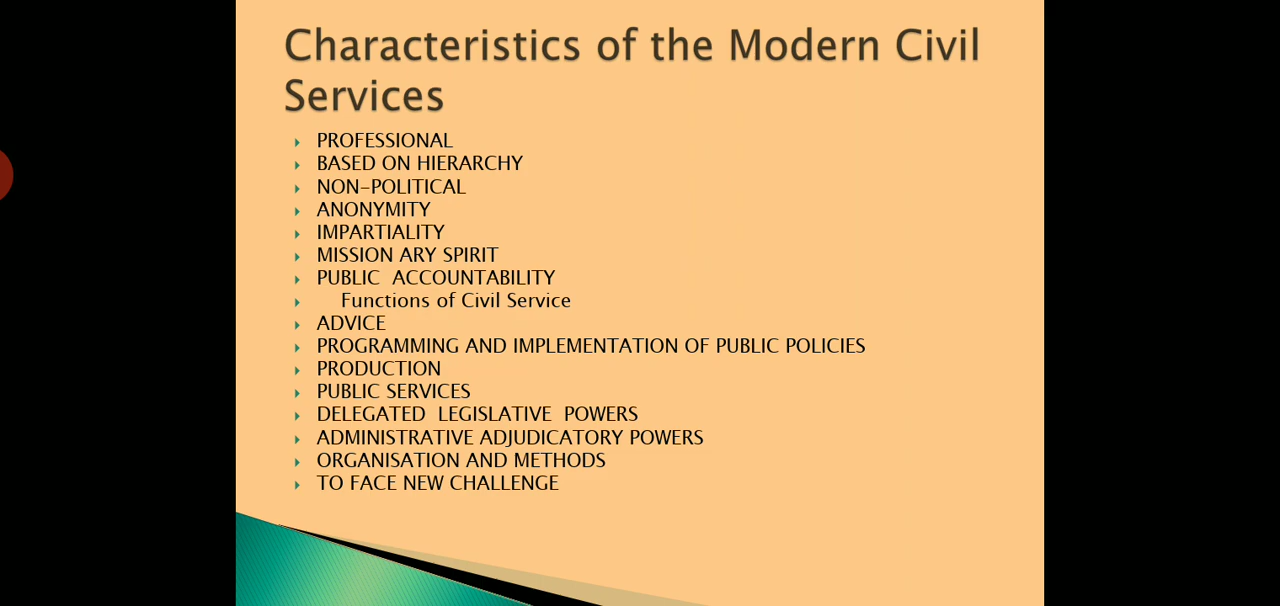 Characteristics of the Modern Civil
Services
PROFESSIONAL
BASED ON HIERARCHY
NON-POLITICAL
ANONYMITY
IMPARTIALITY
MISSION ARY SPIRIT
PUBLIC  ACCOUNTABILITY
Functions of Civil Service
ADVICE
PROGRAMMING AND IMPLEMENTATION OF PUBLIC POLICIES
PRODUCTION
PUBLIC SERVICES
DELEGATED  LEGISLATIVE  POWERS
ADMINISTRATIVE ADJUDICATORY POWERS
ORGANISATION AND METHODS
TO FACE NEW CHALLENGE